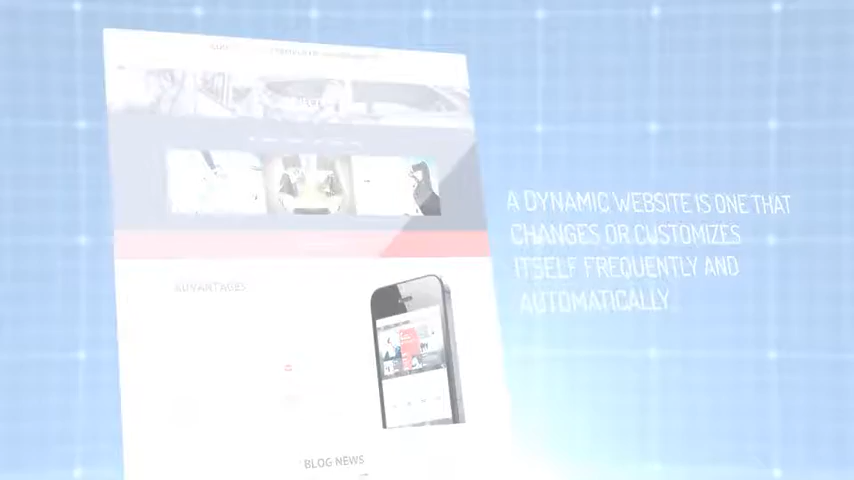 A DYNAMIC WEBSITE IS ONE THAT
CHANGES OR CUSTOMIZES
ITSELF FREQUENTLY AND
AUTOMATICALLY
ADVANTAGES
BLOG NEWS